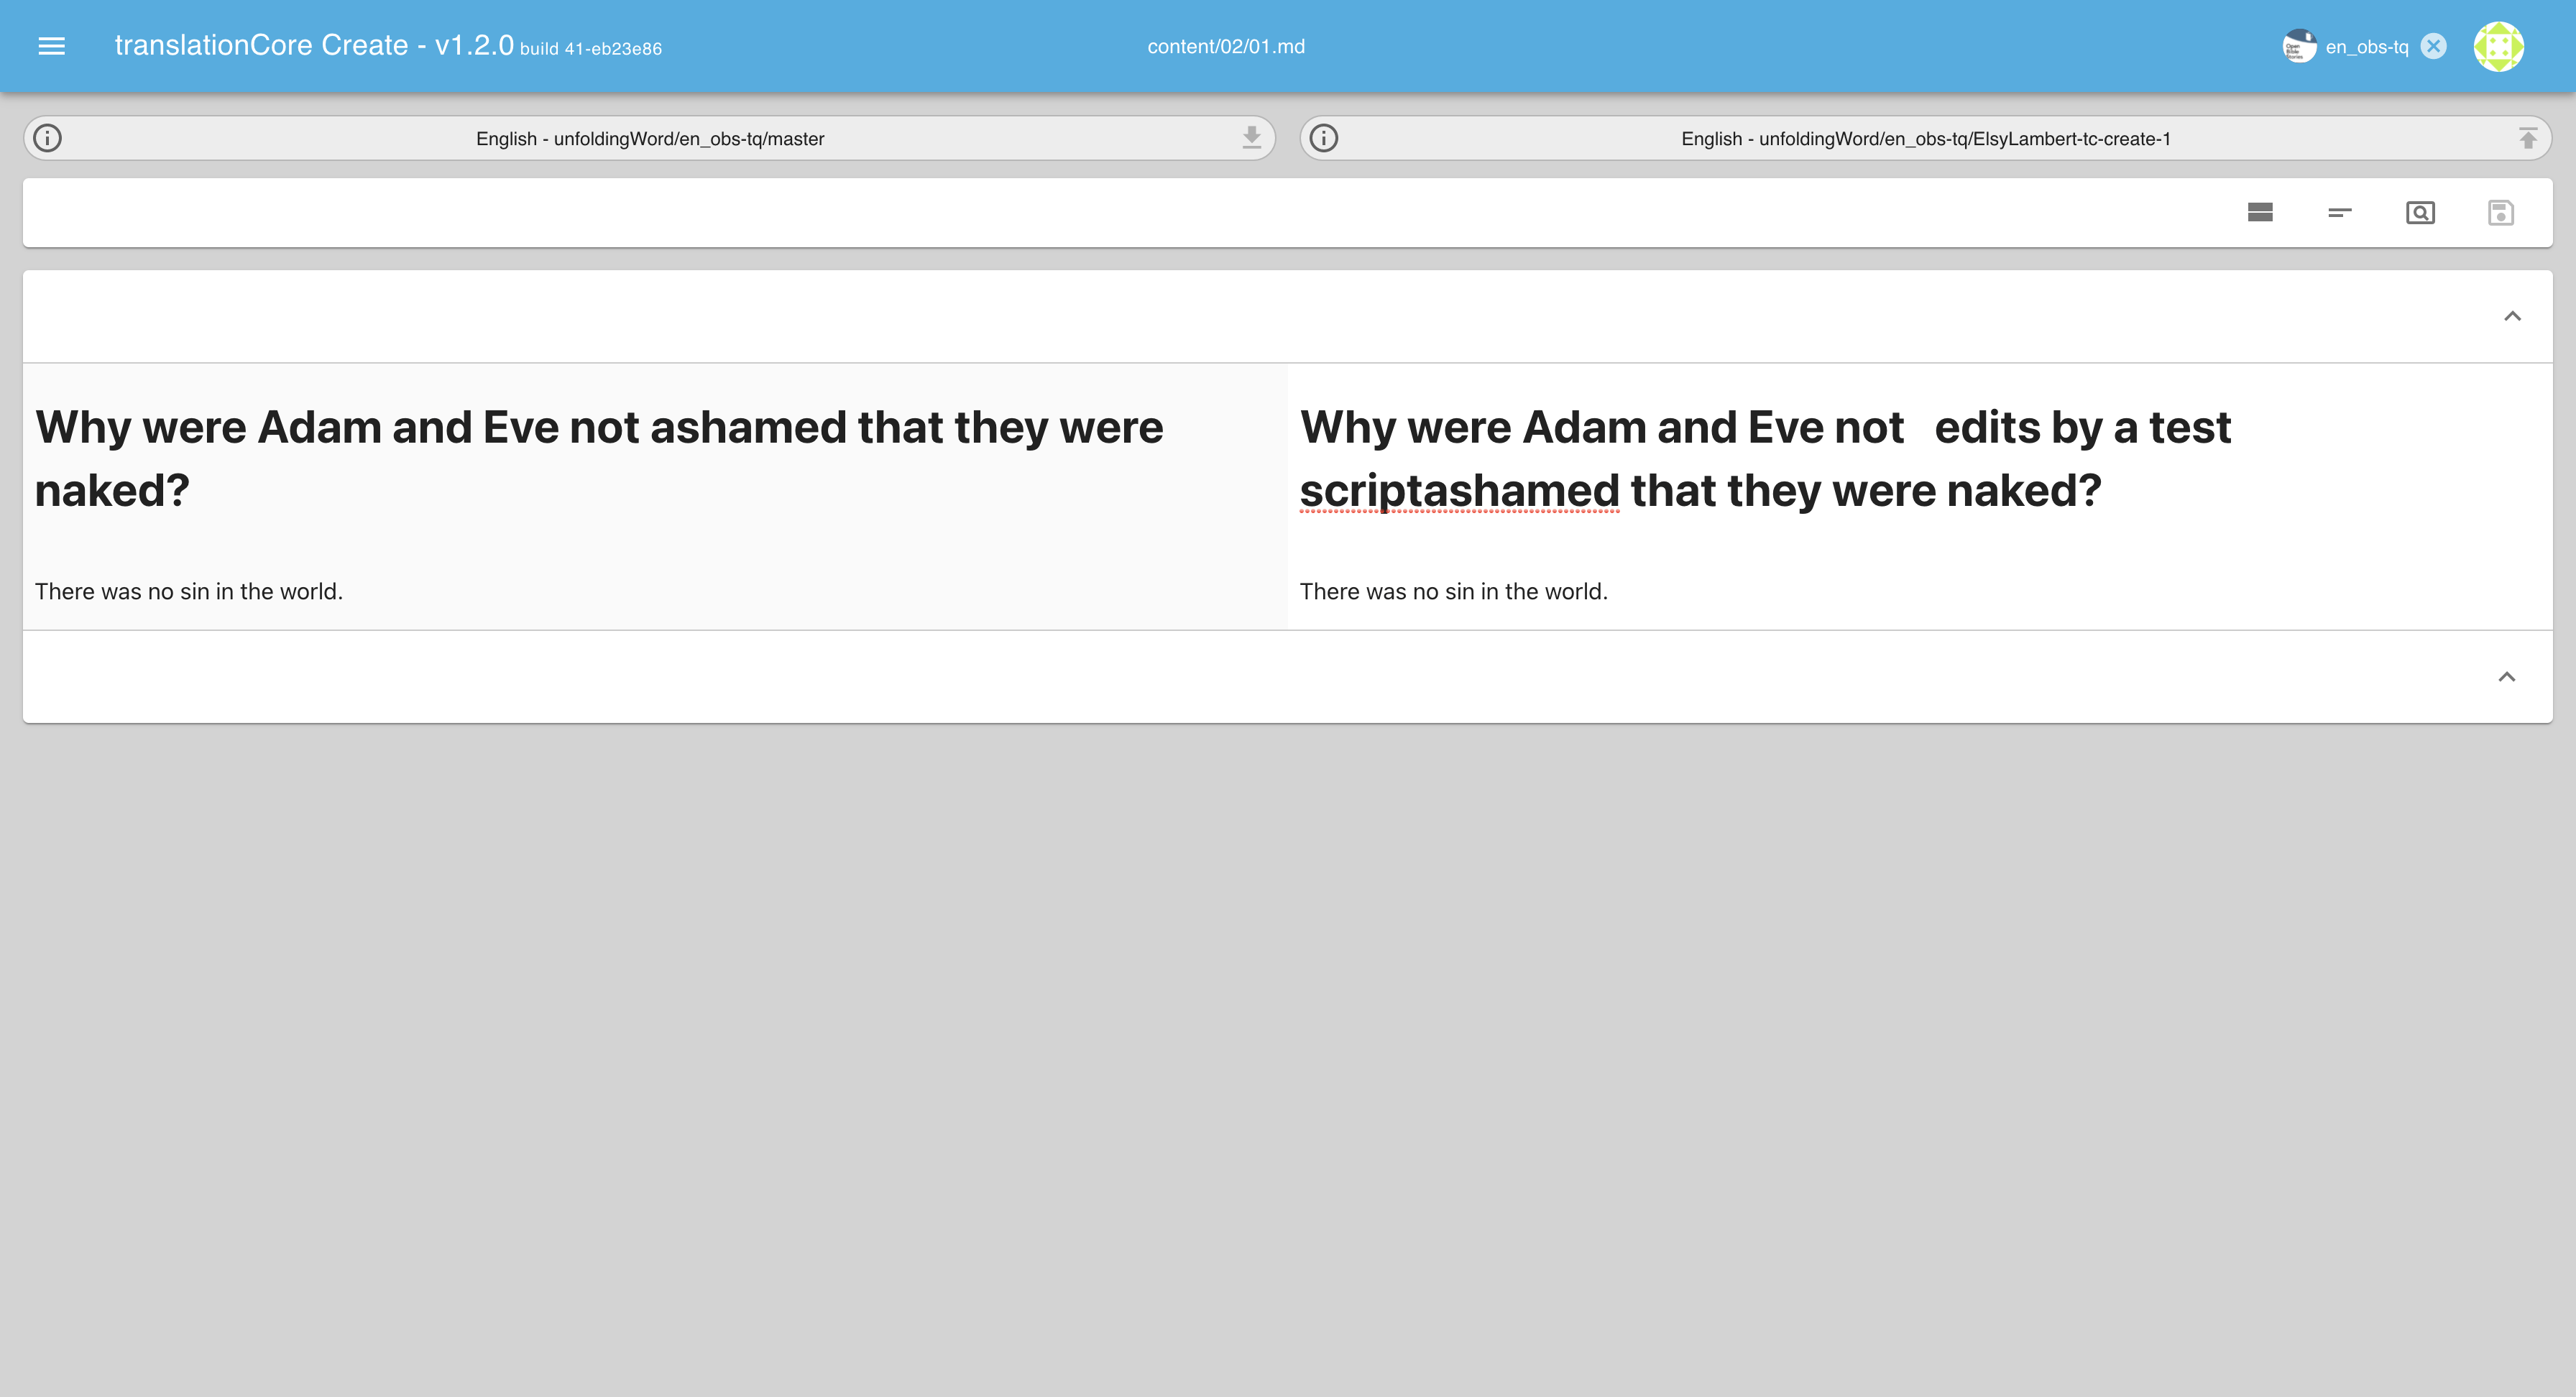 translationCore Create - v1.2.0 build 41-eb23e86
content/02/01.md
Open Bible Stories
en_obs-tq
English - unfoldingWord/en_obs-tq/master
English - unfoldingWord/en_obs-tq/ElsyLambert-tc-create-1
Why were Adam and Eve not ashamed that they were
naked?
There was no sin in the world.
Why were Adam and Eve not   edits by a test
scriptashamed that they were naked?
There was no sin in the world.